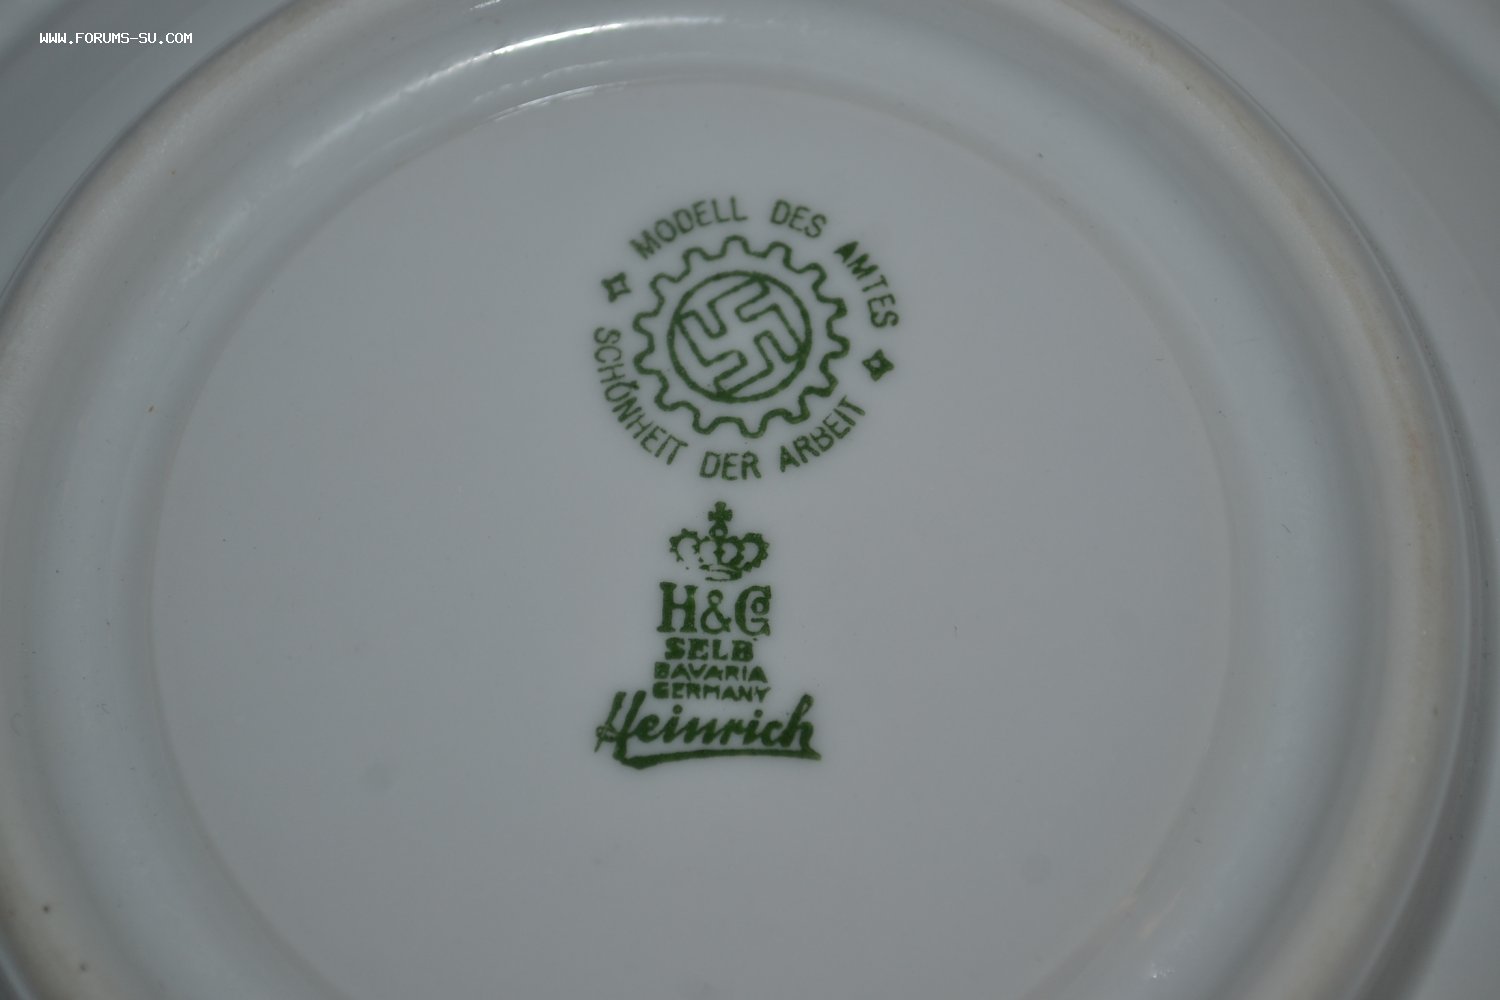 WWW.FORUMS-SU.COM
MODELL DES AMTES
SCHÖNHEIT DER ARBEIT
H&Co
SELB
BAVARIA
GERMANY
Heinrich